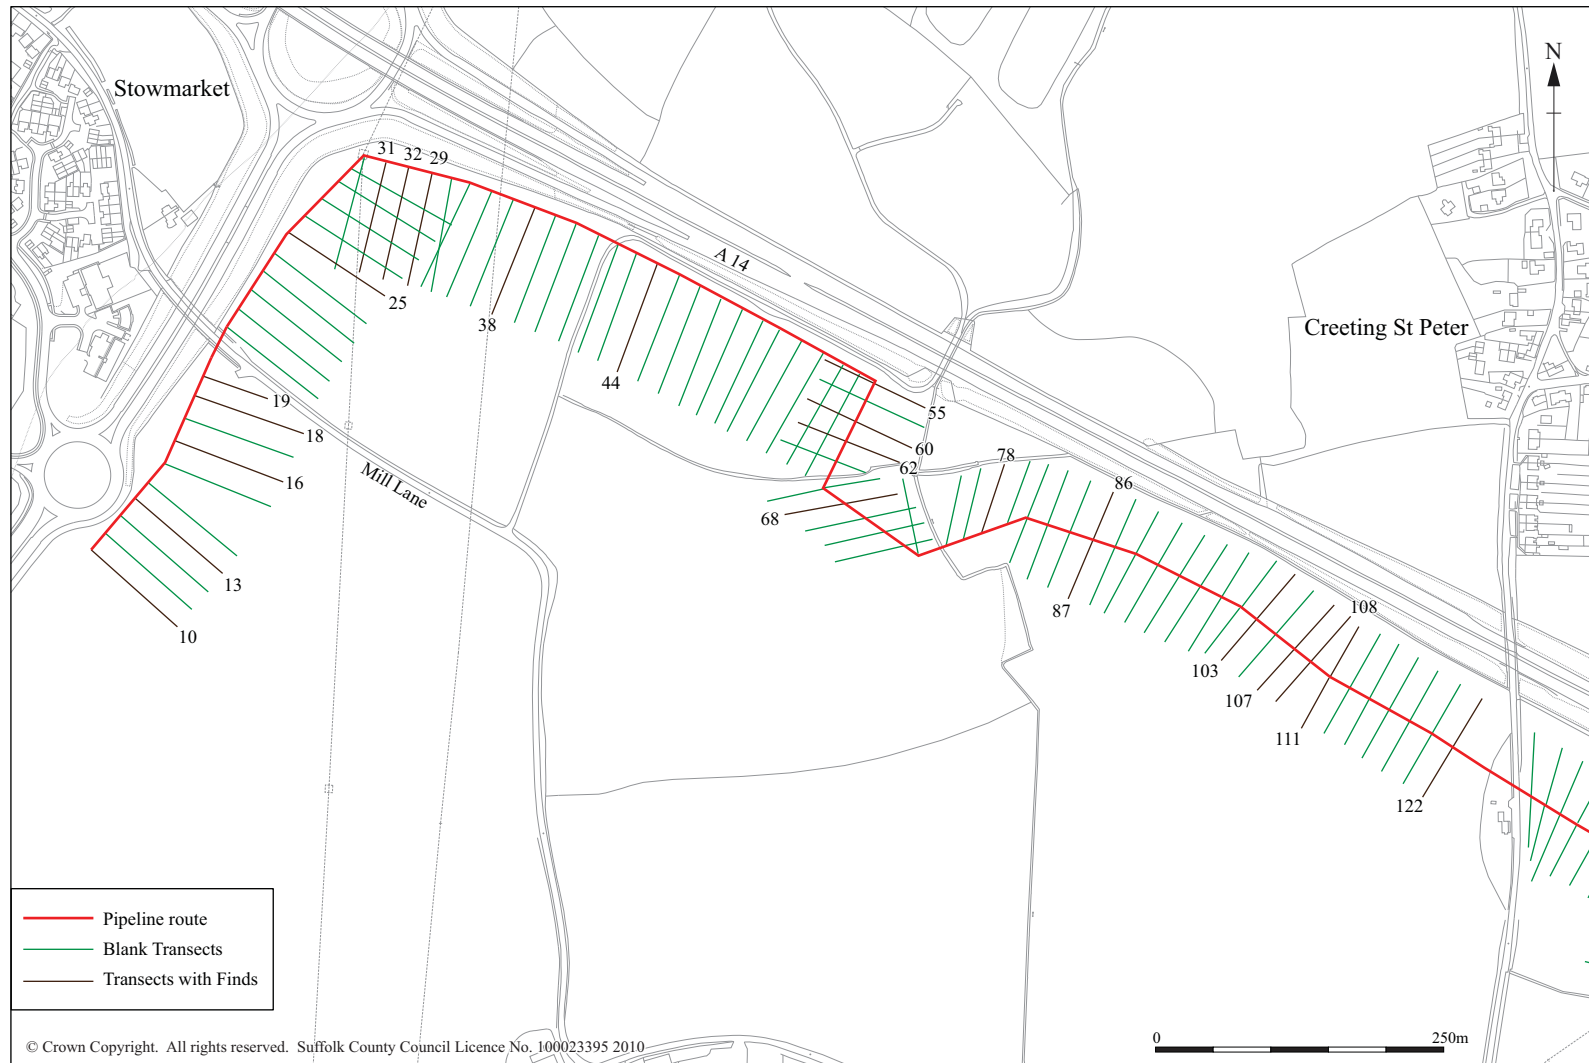 Stowmarket
N
31 32 29
A 14
25
38
Creeting St Peter
44
19
18
55
60
78
62
Mill Lane
16
86
68
13
87
10
108
103
107
111
122
Pipeline route
Blank Transects
Transects with Finds
0 250m
© Crown Copyright. All rights reserved. Suffolk County Council Licence No. 100023395 2010